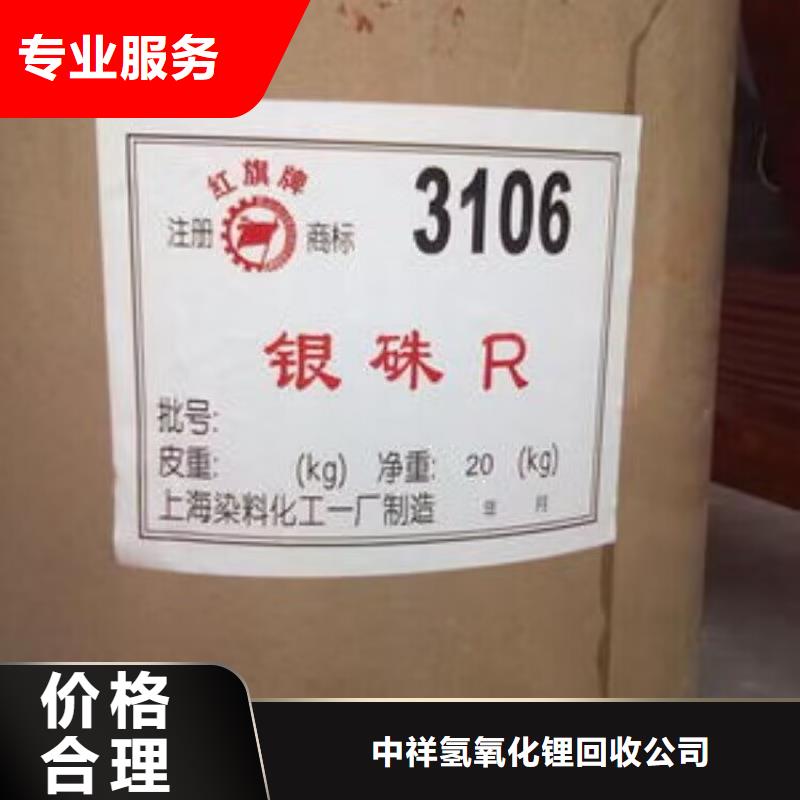 专业服务
红旗牌
注册 商标
3106
银硃 R
批号:
皮重: (kg) 净重: 20 (kg)
上海染料化工一厂制造 年 月
价格
合理
中祥氢氧化锂回收公司